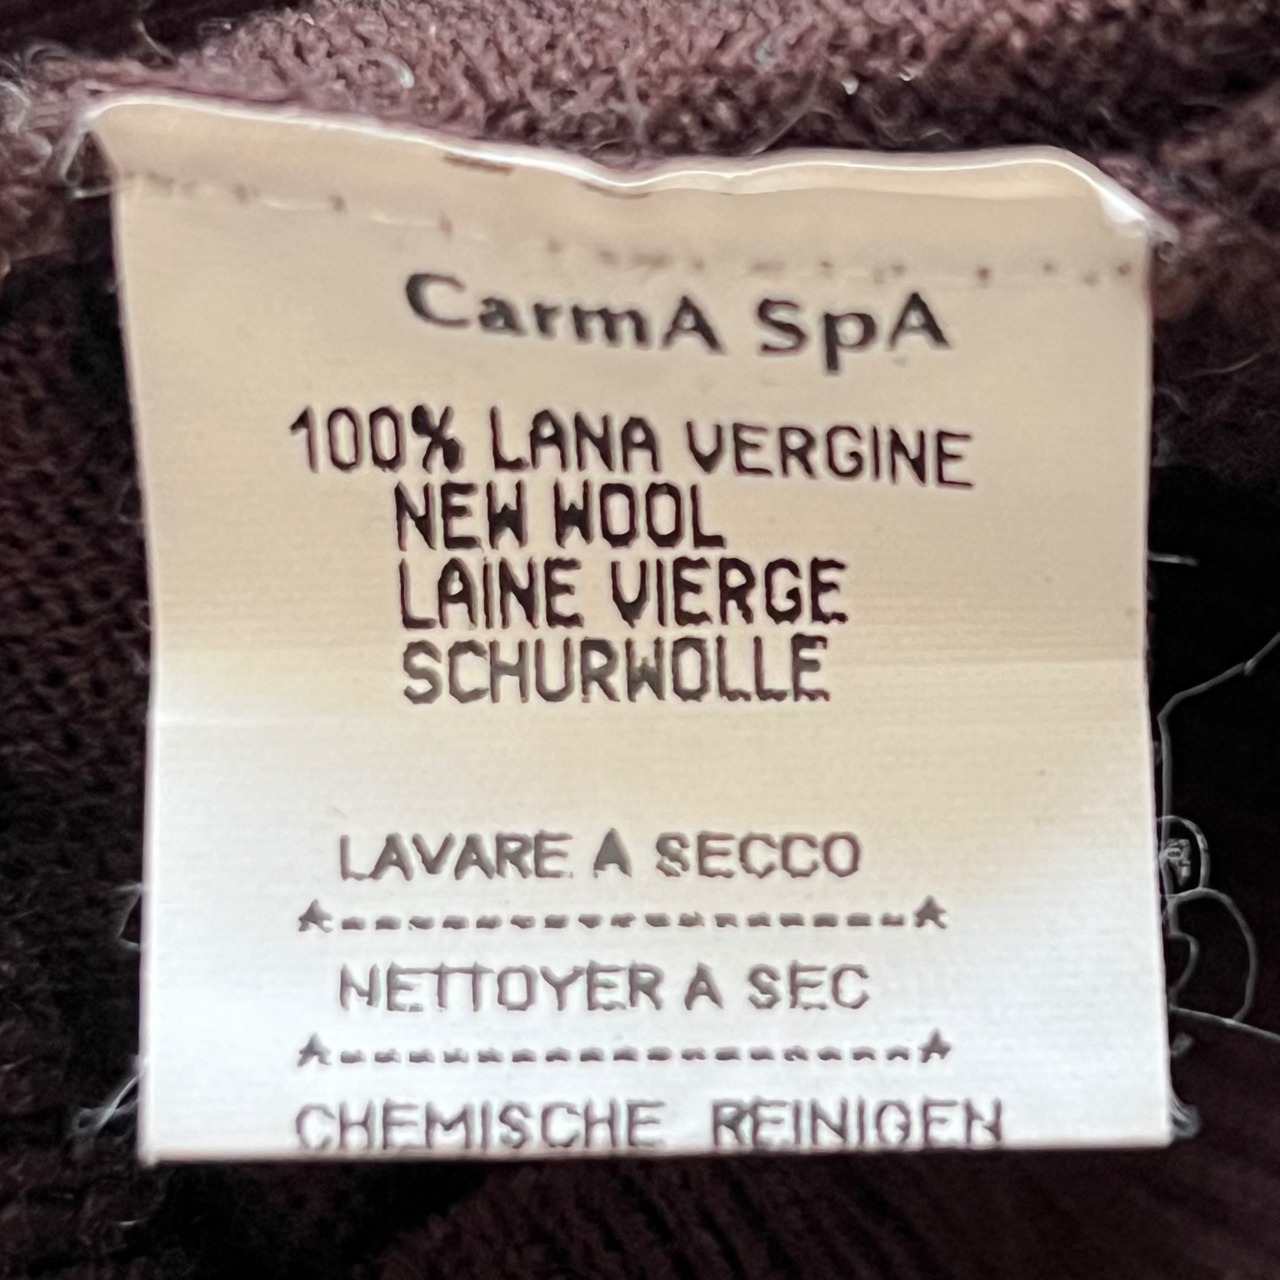 CarmA SpA
100% LANA VERGINE
NEW WOOL
LAINE VIERGE
SCHURWOLLE
LAVARE A SECCO
NETTOYER A SEC
CHEMISCHE REINIGEN